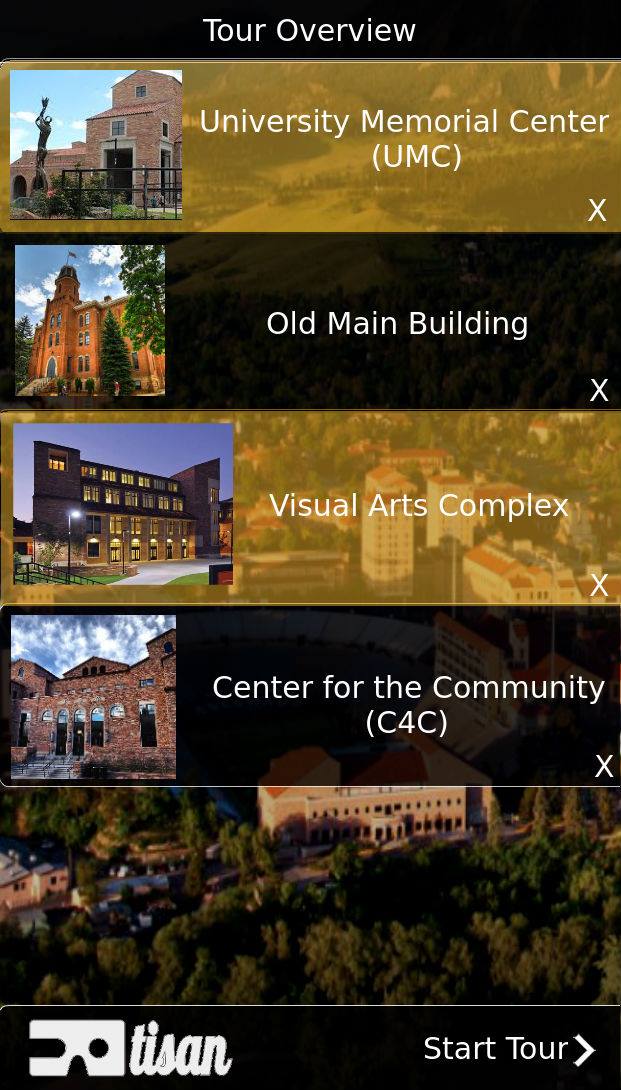 Tour Overview
University Memorial Center
(UMC)
X
Old Main Building
X
Visual Arts Complex
X
Center for the Community
(C4C)
X
tisan
Start Tour